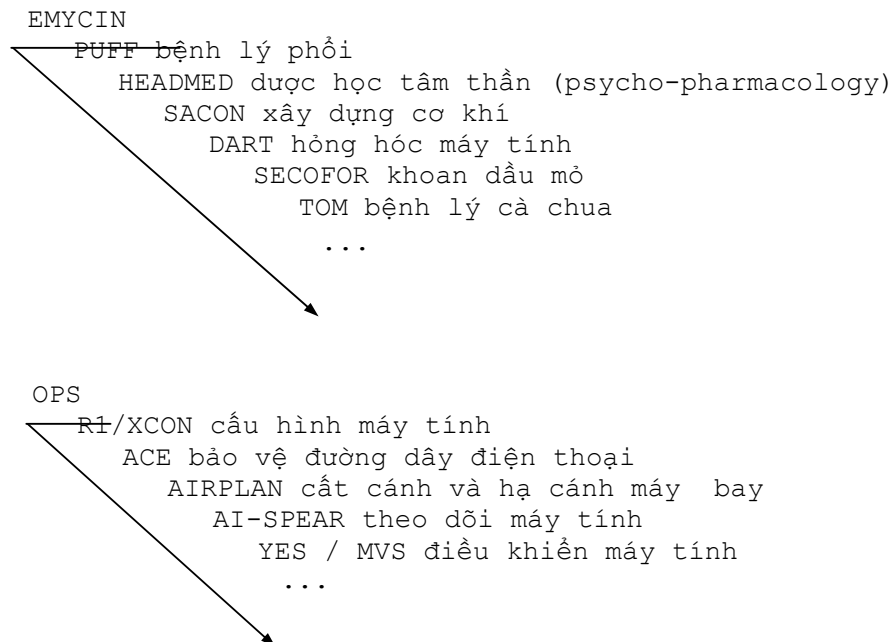 EMYCIN
PUFF bệnh lý phổi
HEADMED dược học tâm thần (psycho-pharmacology)
SACON xây dựng cơ khí
DART hỏng hóc máy tính
SECOFOR khoan dầu mỏ
TOM bệnh lý cà chua
...
OPS
R1/XCON cấu hình máy tính
ACE bảo vệ đường dây điện thoại
AIRPLAN cất cánh và hạ cánh máy bay
AI-SPEAR theo dõi máy tính
YES / MVS điều khiển máy tính
...